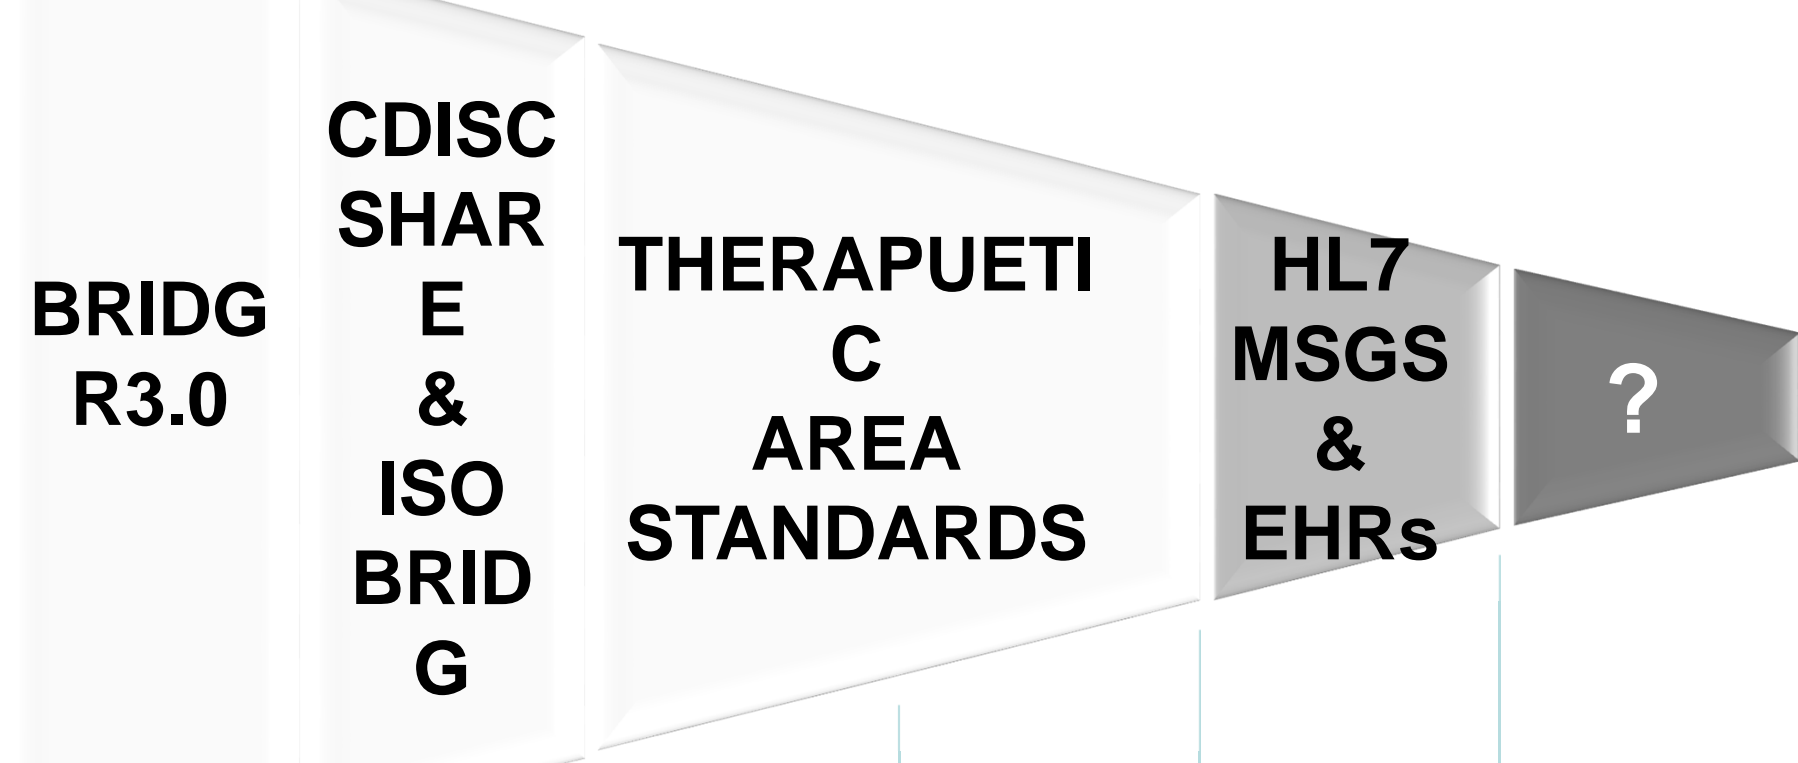 BRIDG
R3.0
CDISC
SHAR
E
&
ISO
BRID
G
THERAPUETI
C
AREA
STANDARDS
HL7
MSGS
&
EHRs
?